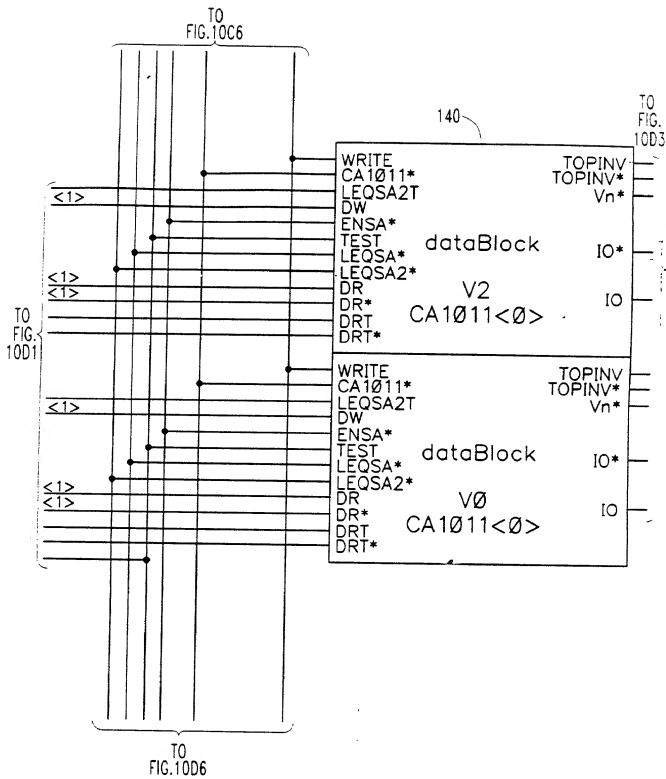 TO
FIG.10C6
140
TO
FIG.
10D3
WRITE
CA1Ø11*
LEQSA2T
DW
ENSA*
TEST
LEQSA*
LEQSA2*
DR
DR*
DRT
DRT*
dataBlock
V2
CA1Ø11<Ø>
TOPINV
TOPINV*
Vn*
IO*
IO
<1>
<1>
<1>
TO
FIG.
10D1
WRITE
CA1Ø11*
LEQSA2T
DW
ENSA*
TEST
LEQSA*
LEQSA2*
DR
DR*
DRT
DRT*
dataBlock
VØ
CA1Ø11<Ø>
TOPINV
TOPINV*
Vn*
IO*
IO
<1>
<1>
<1>
TO
FIG.10D6